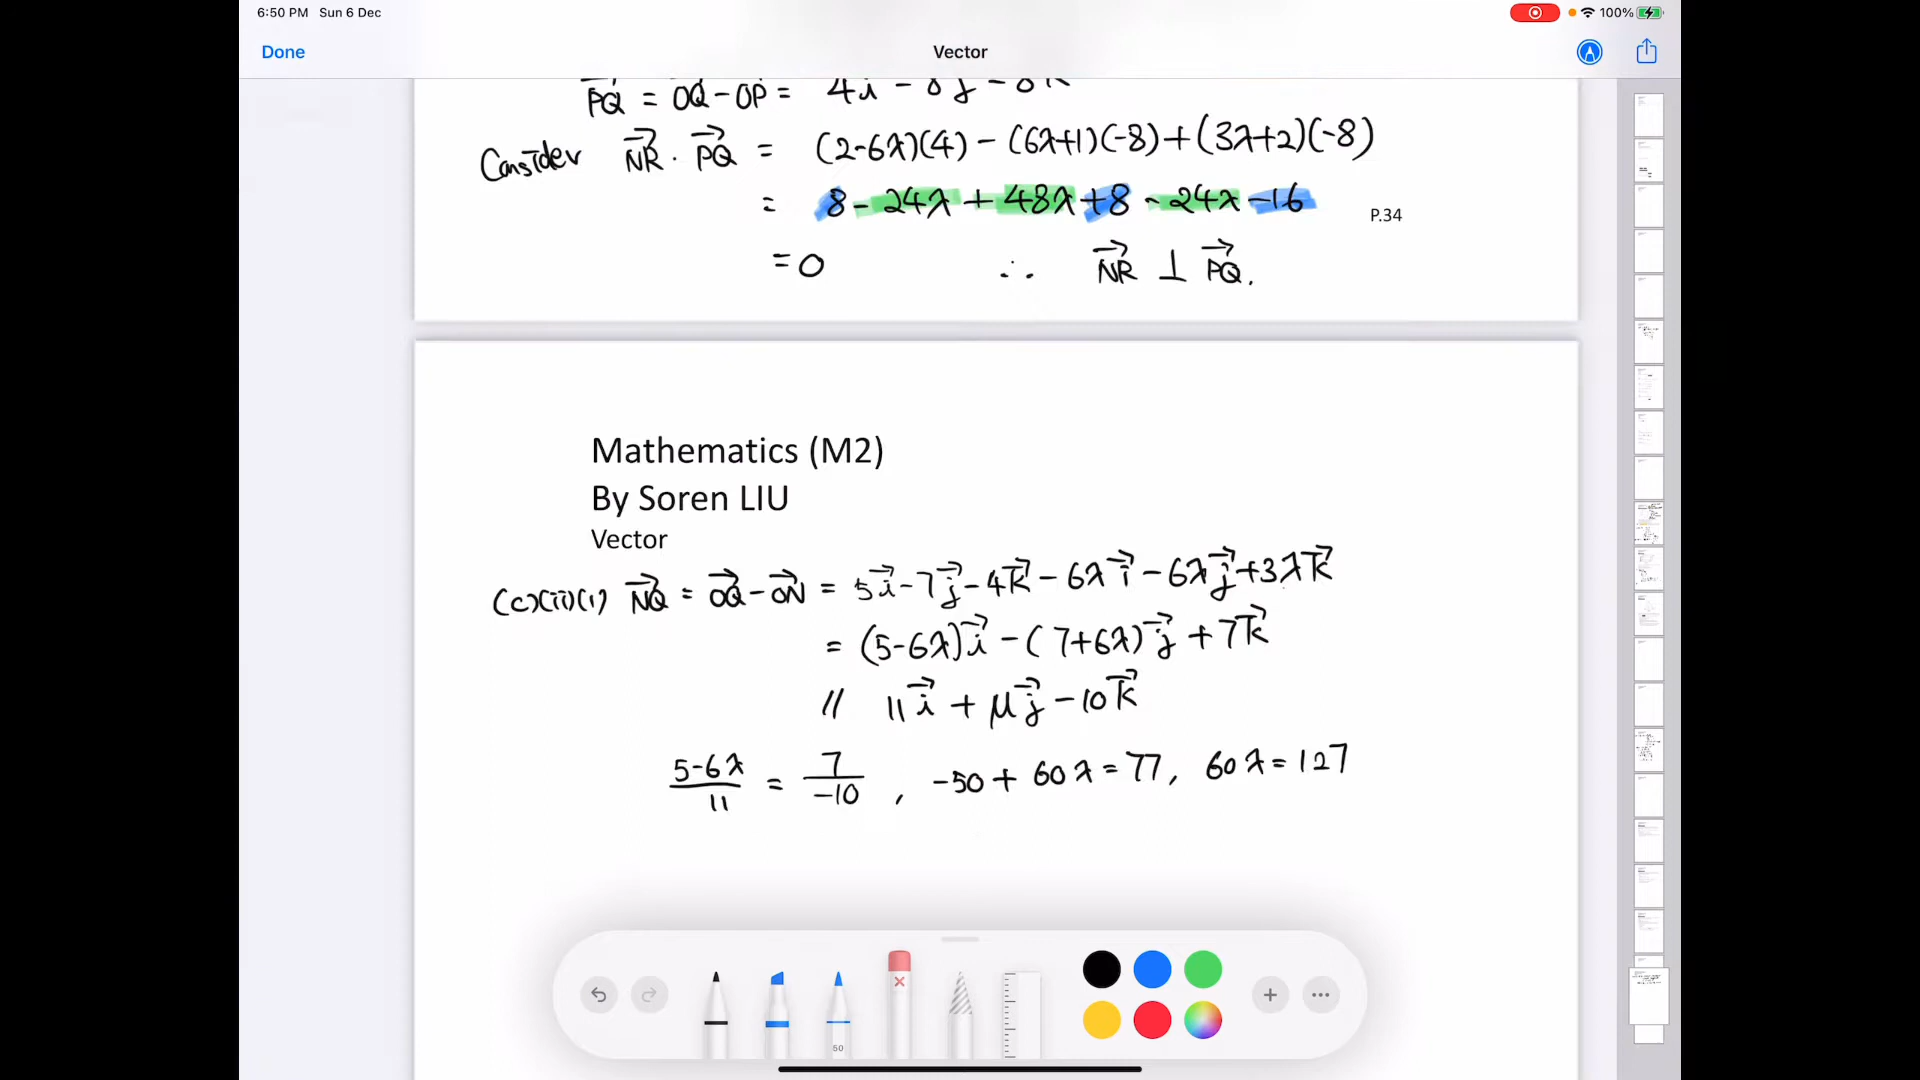 6:50 PM Sun 6 Dec
100%
Done
Vector
PQ = OQ - OP =
Consider NR · PQ = (2-6λ)(4) - (6λ+1)(-8) + (3λ+2)(-8)
= 8 - 24λ + 48λ + 8 - 24λ - 16
P.34
= 0 ∴ NR ⊥ PQ.
Mathematics (M2)
By Soren LIU
Vector
(c)(ii)(1) NQ = OQ - ON = 5i - 7j - 4k - 6λi - 6λj + 3λk
= (5-6λ)i - (7+6λ)j + 7k
// 11i + μj - 10k
5-6λ/11 = 7/-10 , -50 + 60λ = 77, 60λ = 127
50